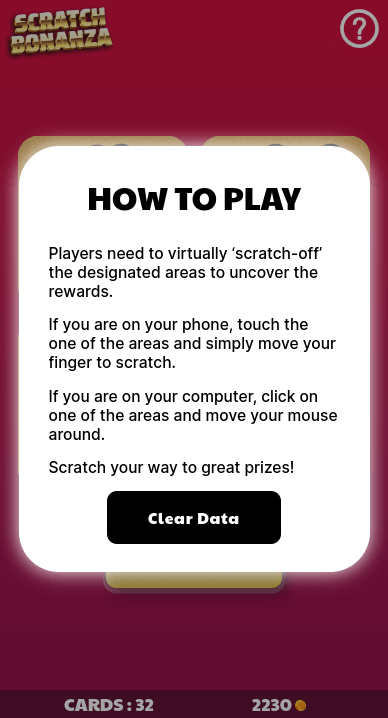 SCRATCH
BONANZA
?
HOW TO PLAY
Players need to virtually ‘scratch-off’
the designated areas to uncover the
rewards.
If you are on your phone, touch the
one of the areas and simply move your
finger to scratch.
If you are on your computer, click on
one of the areas and move your mouse
around.
Scratch your way to great prizes!
Clear Data
CARDS : 32
2230